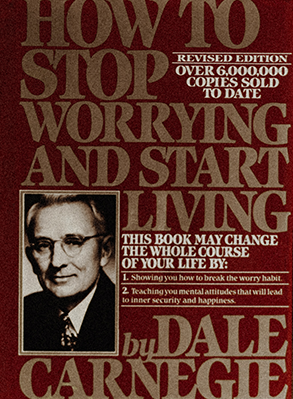 HOW TO
STOP
REVISED EDITION
OVER 6,000,000
COPIES SOLD
TO DATE
WORRYING
AND START
LIVING
THIS BOOK MAY CHANGE
THE WHOLE COURSE
OF YOUR LIFE BY:
1. Showing you how to break the worry habit.
2. Teaching you mental attitudes that will lead
to inner security and happiness.
by DALE
CARNEGIE